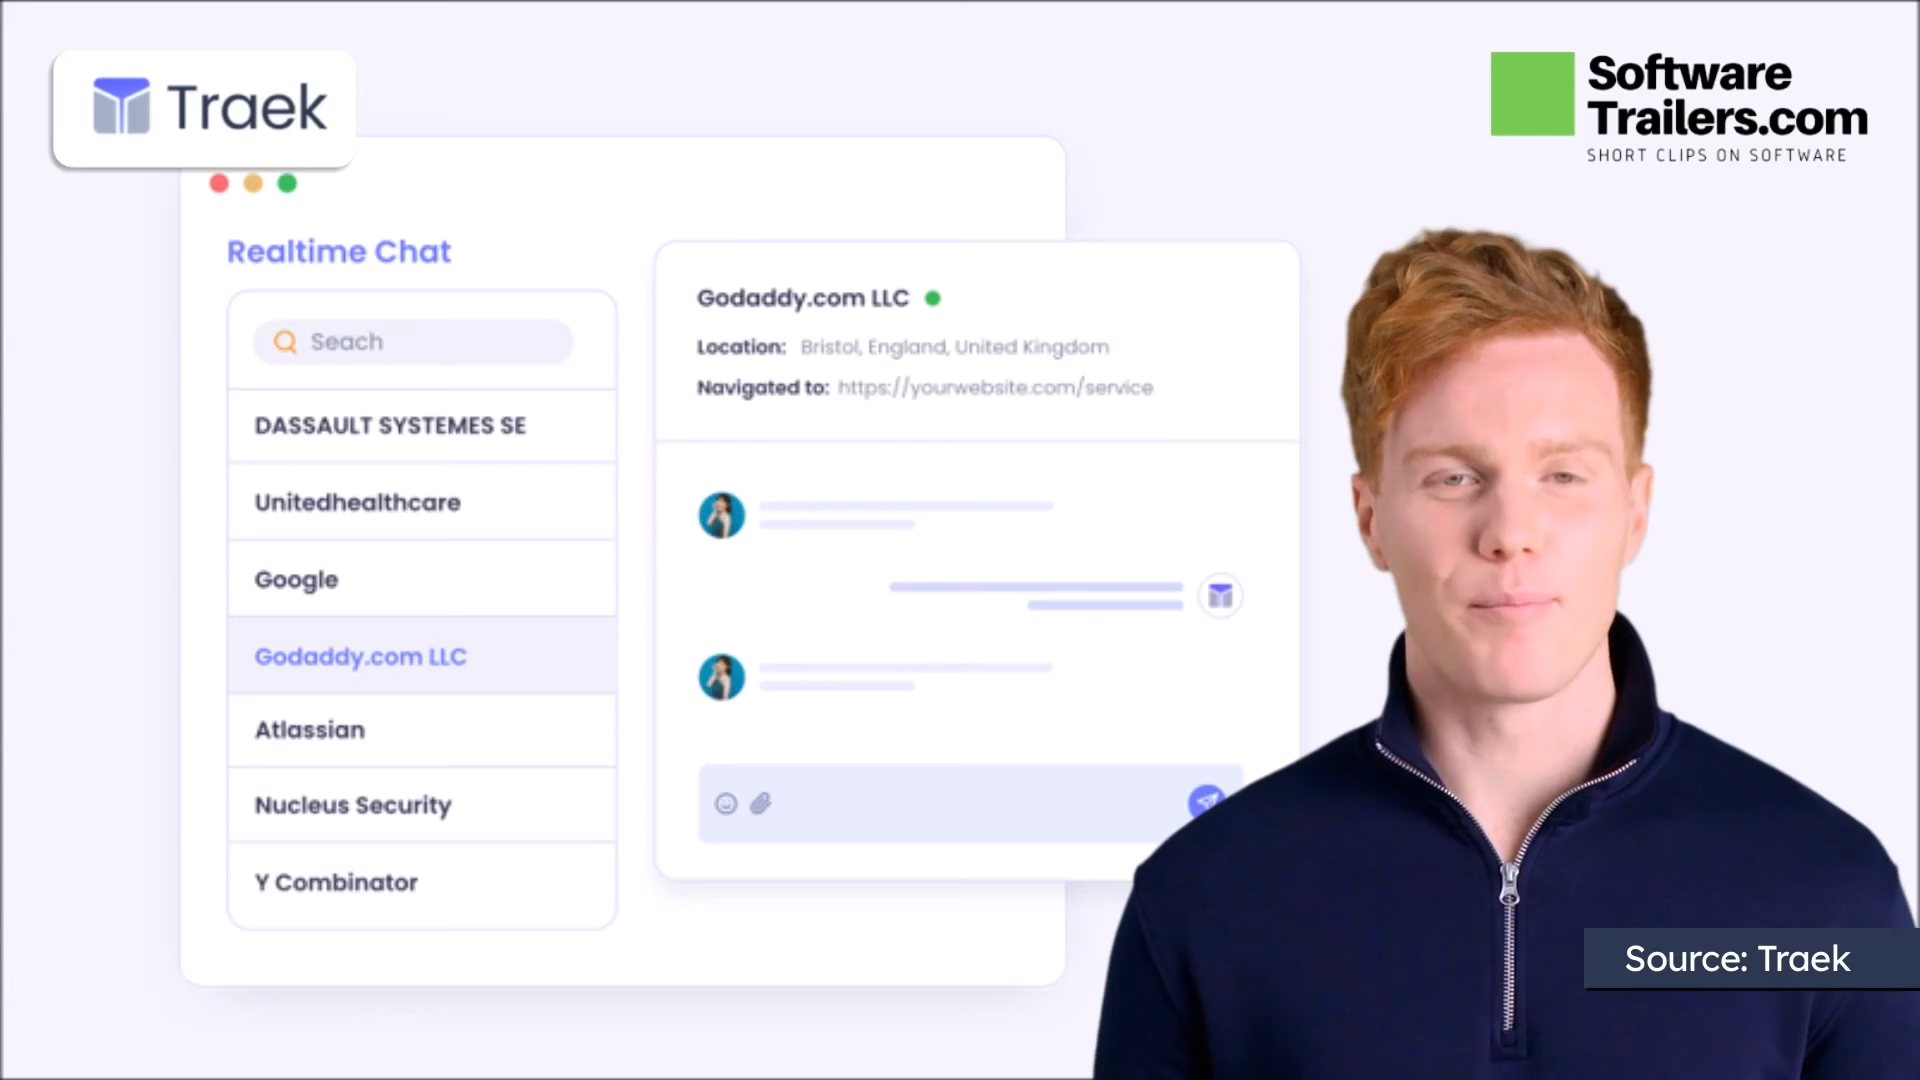 Traek
Software
Trailers.com
SHORT CLIPS ON SOFTWARE
Realtime Chat
Seach
DASSAULT SYSTEMES SE
Unitedhealthcare
Google
Godaddy.com LLC
Atlassian
Nucleus Security
Y Combinator
Godaddy.com LLC
Location: Bristol, England, United Kingdom
Navigated to: https://yourwebsite.com/service
Source: Traek